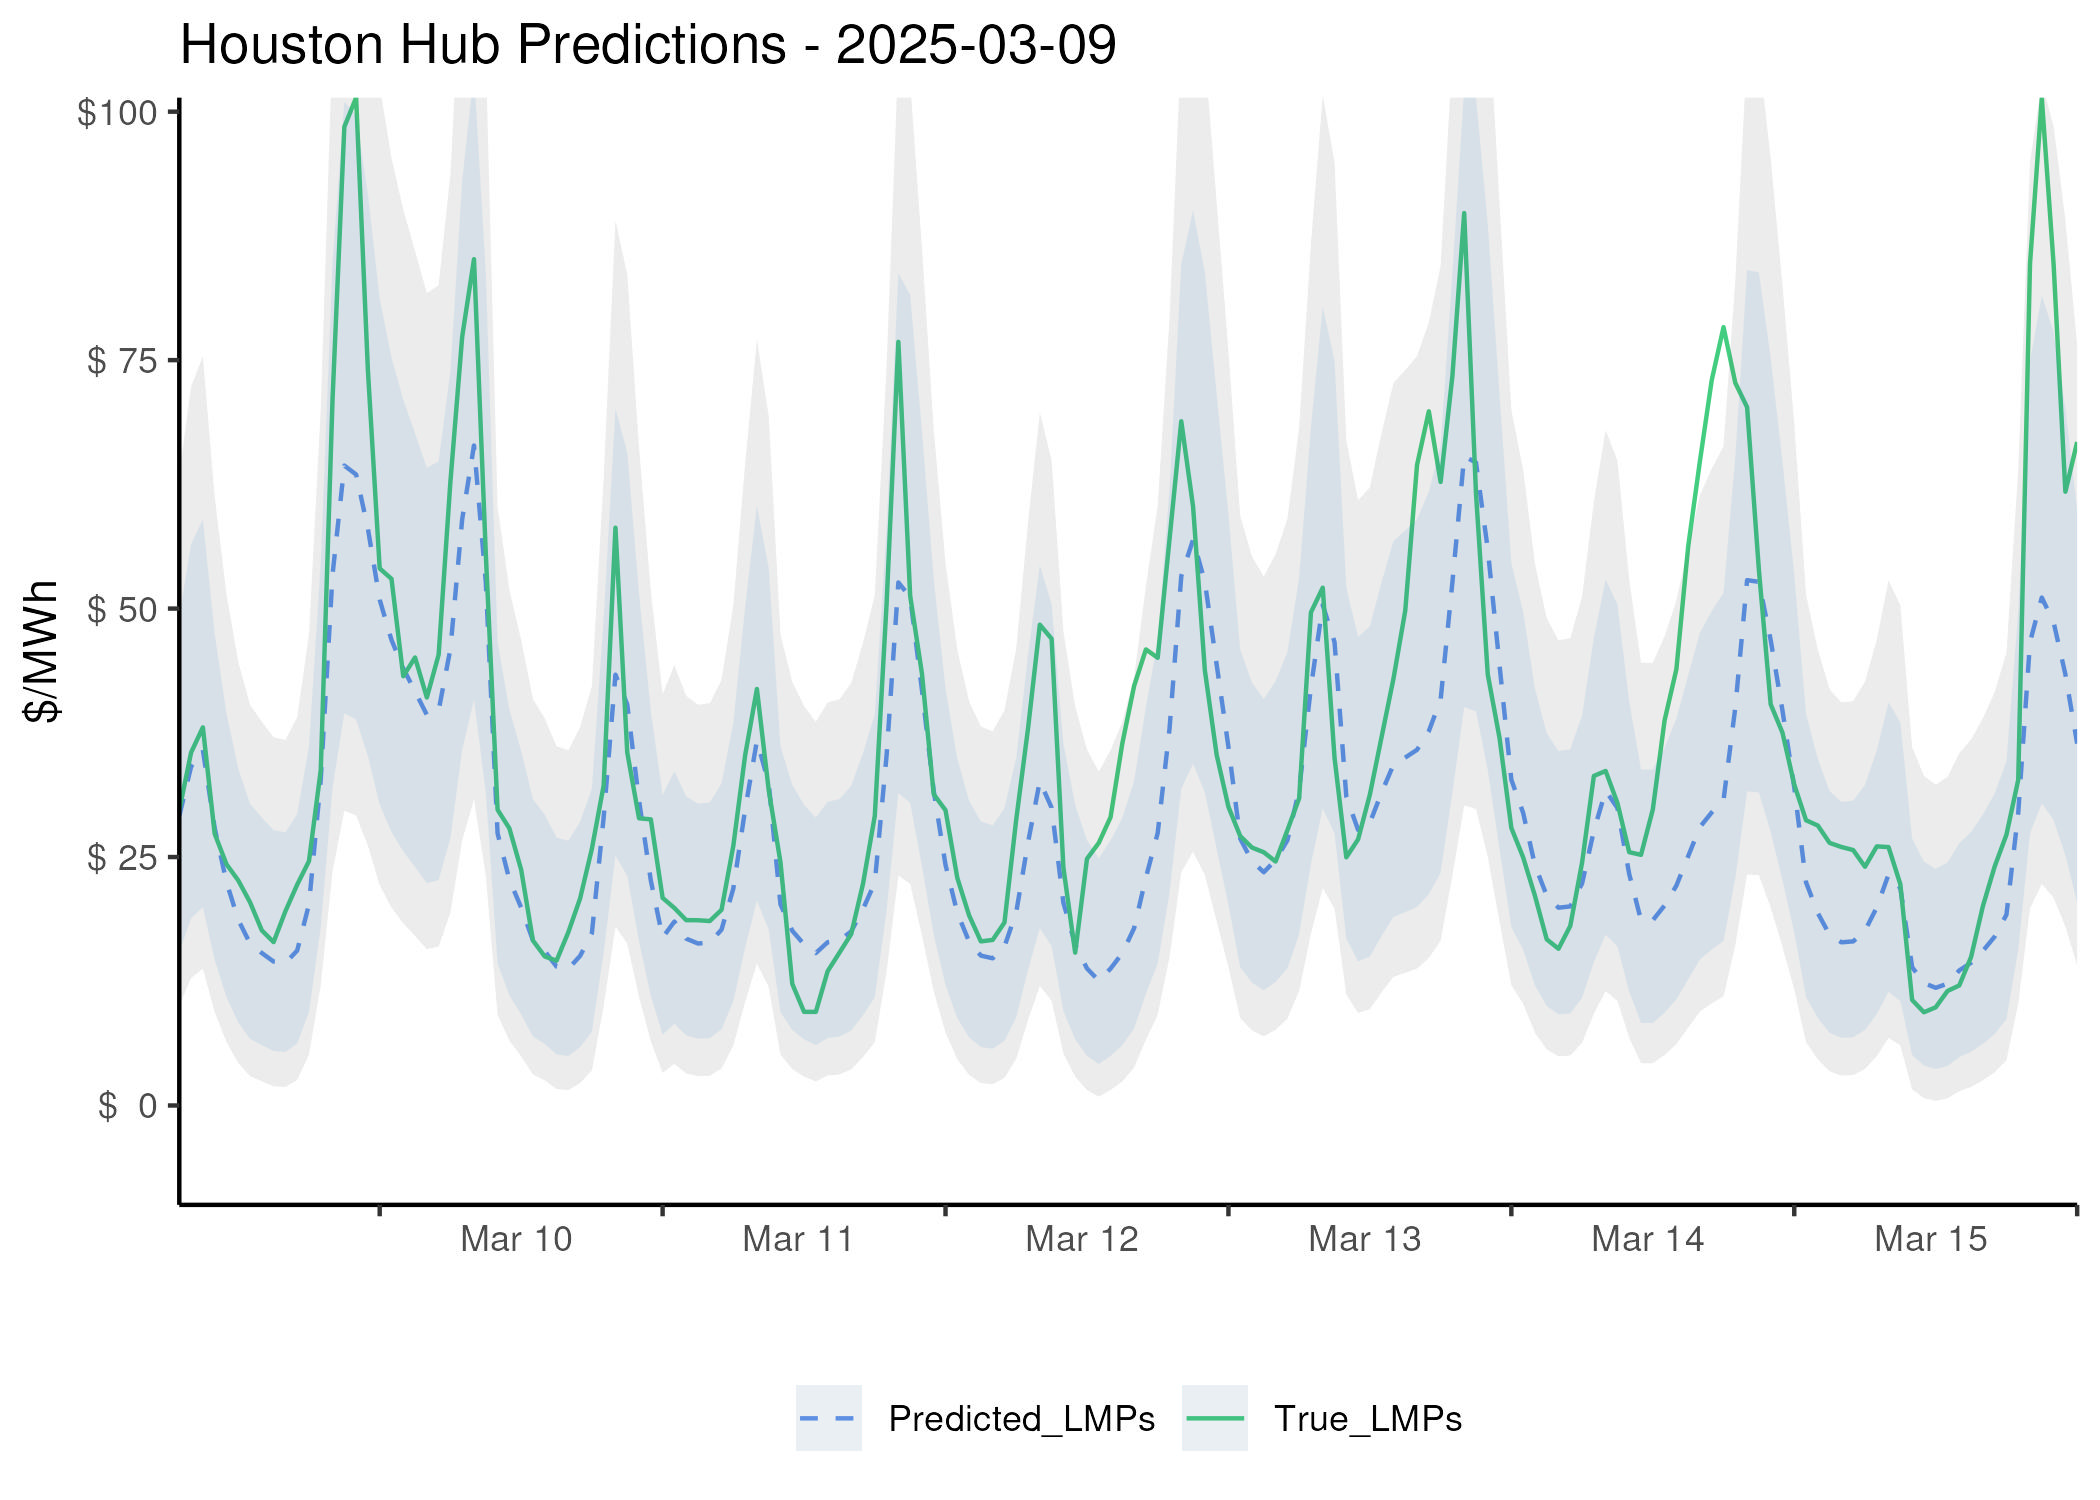 Houston Hub Predictions - 2025-03-09
$/MWh
$100
$ 75
$ 50
$ 25
$  0
Mar 10 Mar 11 Mar 12 Mar 13 Mar 14 Mar 15
Predicted_LMPs True_LMPs